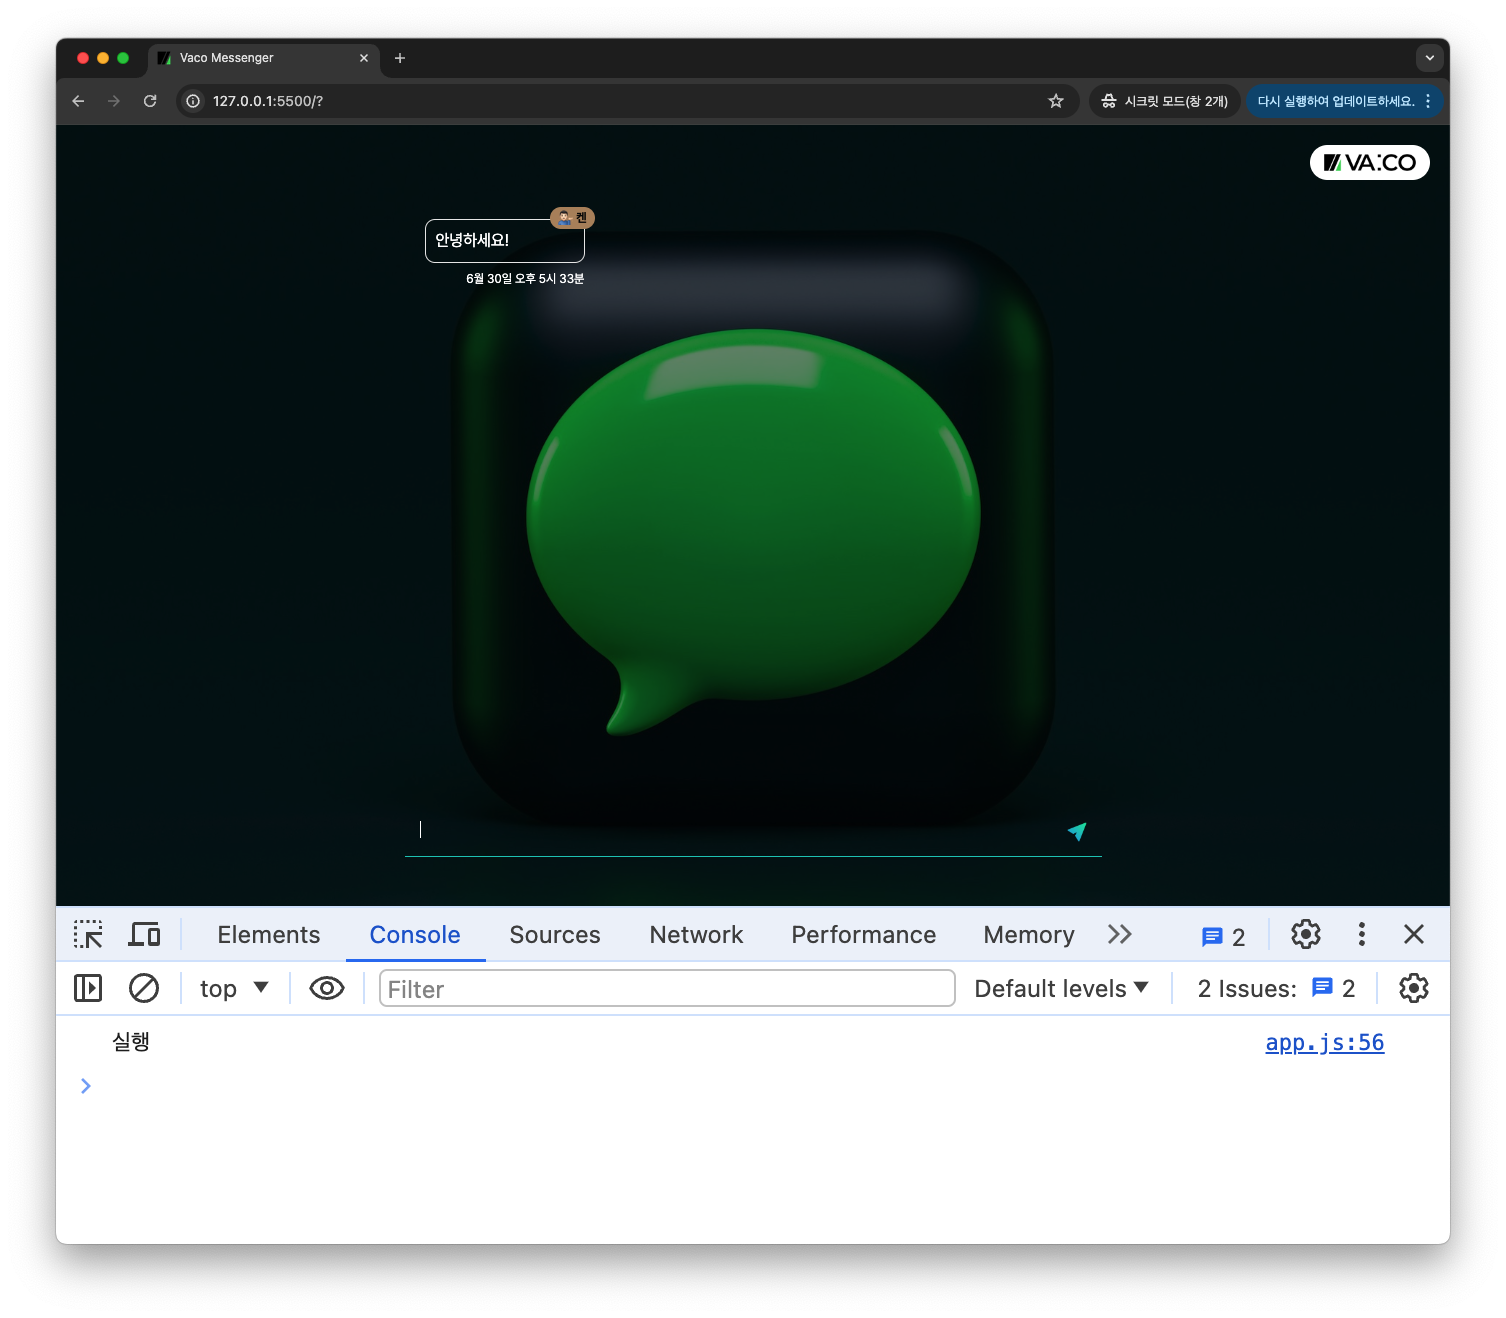 Vaco Messenger
127.0.0.1:5500/?
시크릿 모드(창 2개)
다시 실행하여 업데이트하세요.
VA:CO
켄
안녕하세요!
6월 30일 오후 5시 33분
Elements Console Sources Network Performance Memory 2
top Filter Default levels 2 Issues: 2
실행 app.js:56